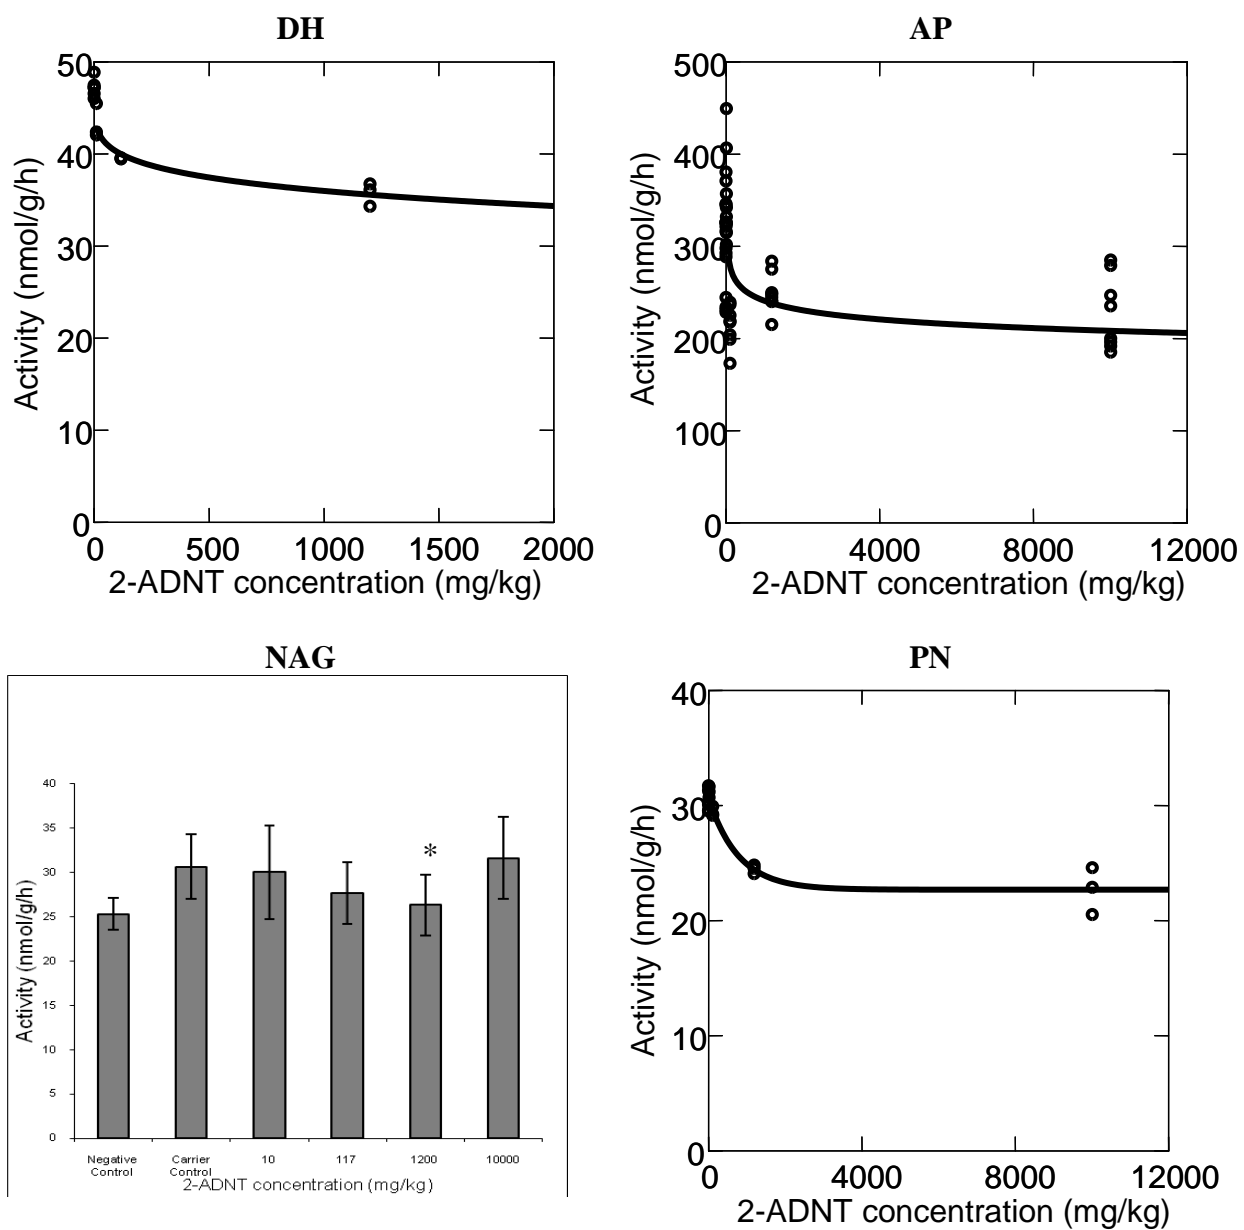 DH
50
40
30
20
10
0
Activity (nmol/g/h)
0 500 1000 1500 2000
2-ADNT concentration (mg/kg)
AP
500
400
300
200
100
0
Activity (nmol/g/h)
0 4000 8000 12000
2-ADNT concentration (mg/kg)
NAG
40
35
30
25
20
15
10
5
0
Activity (nmol/g/h)
*
Negative Carrier 10 117 1200 10000
Control Control
2-ADNT concentration (mg/kg)
PN
40
30
20
10
0
Activity (nmol/g/h)
0 4000 8000 12000
2-ADNT concentration (mg/kg)